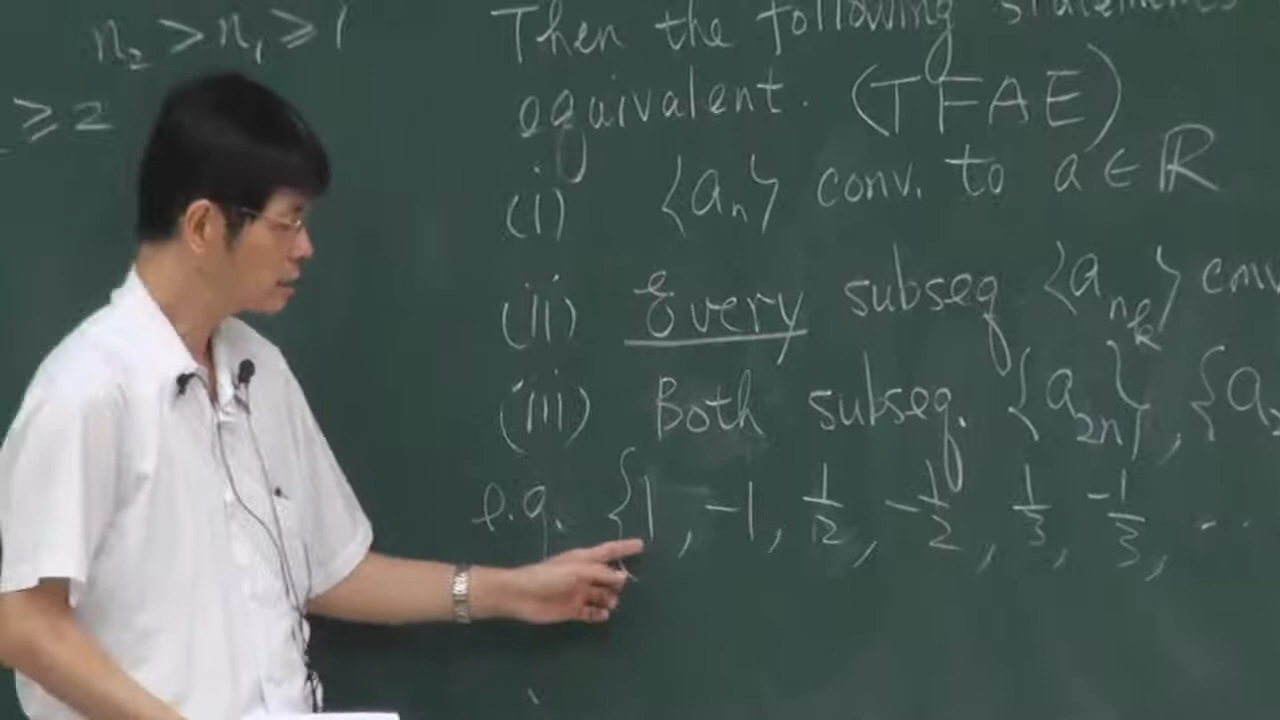 n₂ > n₁ ≥ 1
≥ 2
Then the following statements
equivalent. (TFAE)
(i) ⟨aₙ⟩ conv. to a ∈ ℝ
(ii) Every subseq. ⟨a_{n_k}⟩
(iii) Both subseq. {a_{2n}}, {a
e.g. {1, -1, 1/2, -1/2, 1/3, -1/3, ...